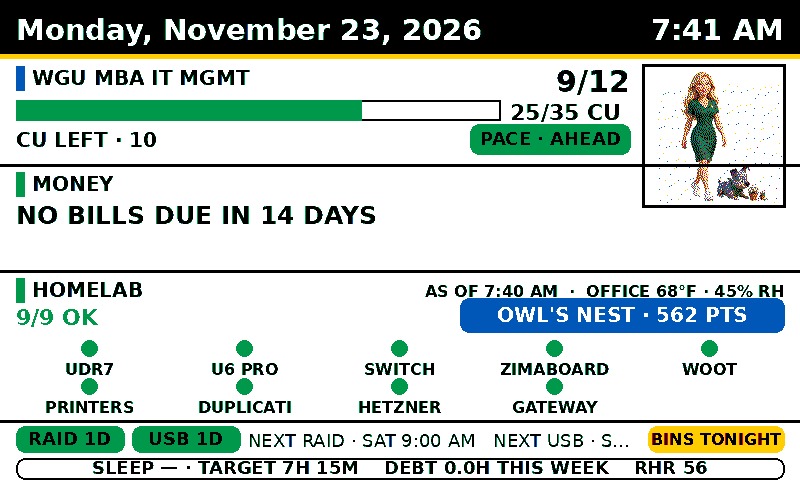 Monday, November 23, 2026 7:41 AM
WGU MBA IT MGMT 9/12
25/35 CU
CU LEFT · 10 PACE · AHEAD
MONEY
NO BILLS DUE IN 14 DAYS
HOMELAB AS OF 7:40 AM · OFFICE 68°F · 45% RH
9/9 OK OWL'S NEST · 562 PTS
UDR7 U6 PRO SWITCH ZIMABOARD WOOT
PRINTERS DUPLICATI HETZNER GATEWAY
RAID 1D USB 1D NEXT RAID · SAT 9:00 AM NEXT USB · S... BINS TONIGHT
SLEEP — · TARGET 7H 15M DEBT 0.0H THIS WEEK RHR 56